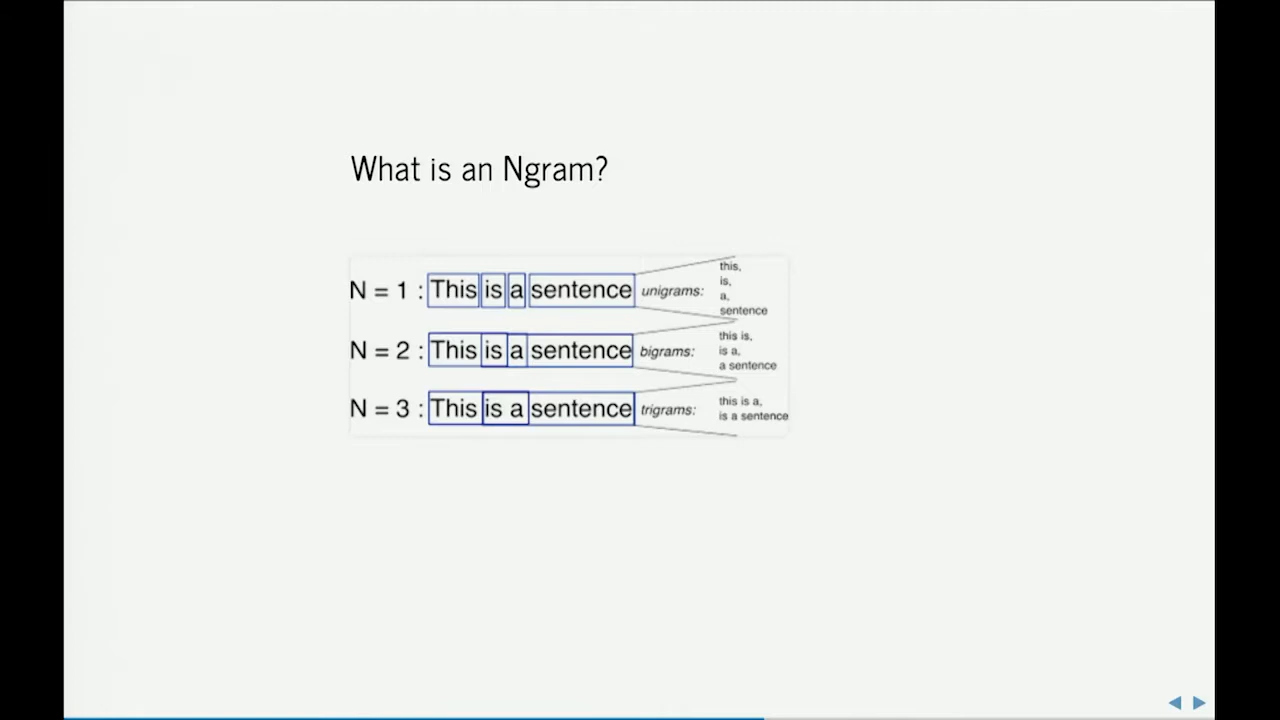 What is an Ngram?
N = 1 : This is a sentence unigrams: this,
is,
a,
sentence
N = 2 : This is a sentence bigrams: this is,
is a,
a sentence
N = 3 : This is a sentence trigrams: this is a,
is a sentence